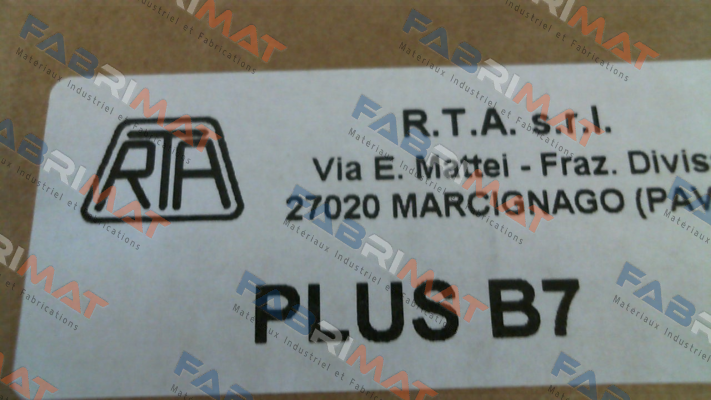 RTA
R.T.A. s.r.l.
Via E. Mattei - Fraz. Divis
27020 MARCIGNAGO (PAV
PLUS B7
FABRIMAT
Materiaux Industriel et Fabrications